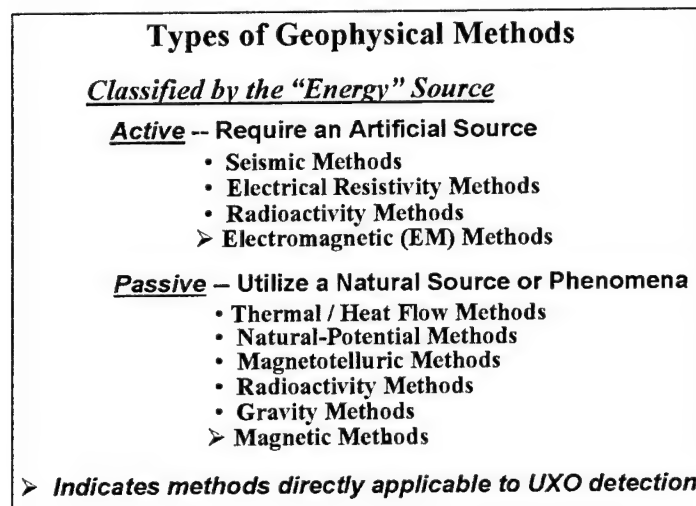 Types of Geophysical Methods
Classified by the “Energy” Source
Active -- Require an Artificial Source
• Seismic Methods
• Electrical Resistivity Methods
• Radioactivity Methods
➢ Electromagnetic (EM) Methods
Passive – Utilize a Natural Source or Phenomena
• Thermal / Heat Flow Methods
• Natural-Potential Methods
• Magnetotelluric Methods
• Radioactivity Methods
• Gravity Methods
➢ Magnetic Methods
➢ Indicates methods directly applicable to UXO detection